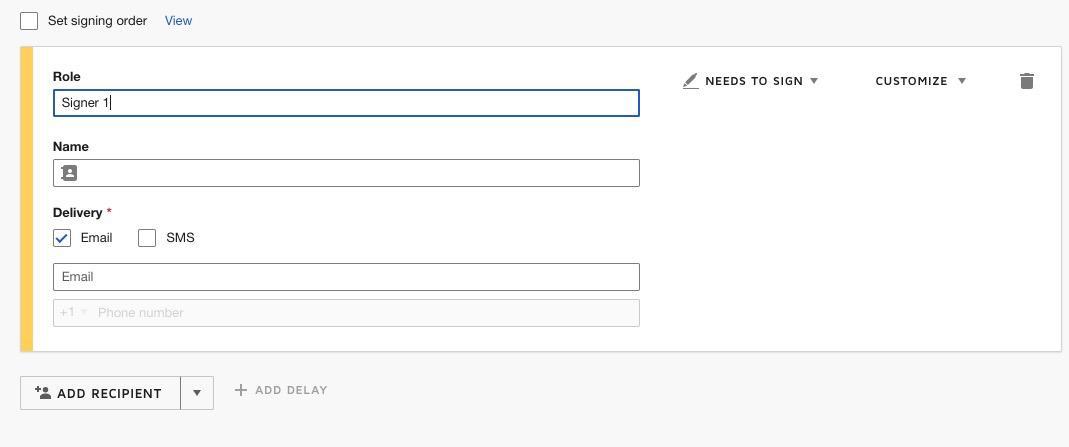 Set signing order View
Role
NEEDS TO SIGN CUSTOMIZE
Signer 1
Name
Delivery *
Email SMS
Email
+1 Phone number
ADD RECIPIENT ADD DELAY